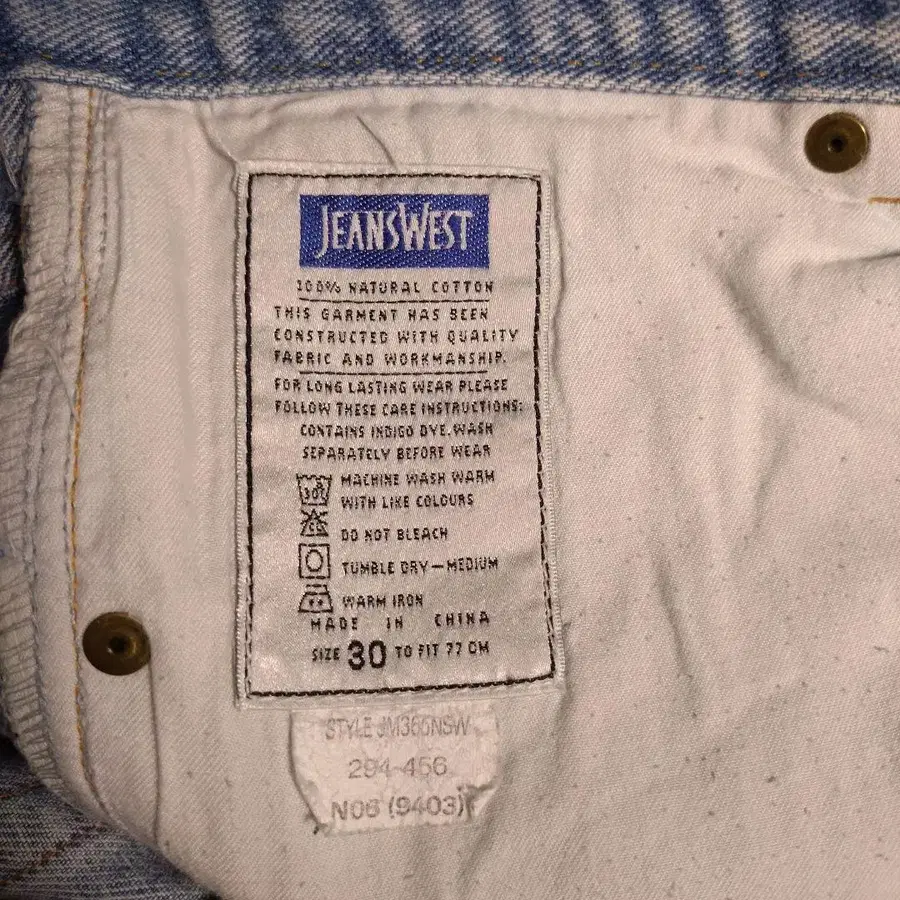 JEANSWEST
100% NATURAL COTTON
THIS GARMENT HAS BEEN
CONSTRUCTED WITH QUALITY
FABRIC AND WORKMANSHIP.
FOR LONG LASTING WEAR PLEASE
FOLLOW THESE CARE INSTRUCTIONS:
CONTAINS INDIGO DYE. WASH
SEPARATELY BEFORE WEAR
MACHINE WASH WARM
WITH LIKE COLOURS
DO NOT BLEACH
TUMBLE DRY—MEDIUM
WARM IRON
MADE IN CHINA
SIZE 30 TO FIT 77 CM
STYLE JM365NSW
294-456
N06 (9403)